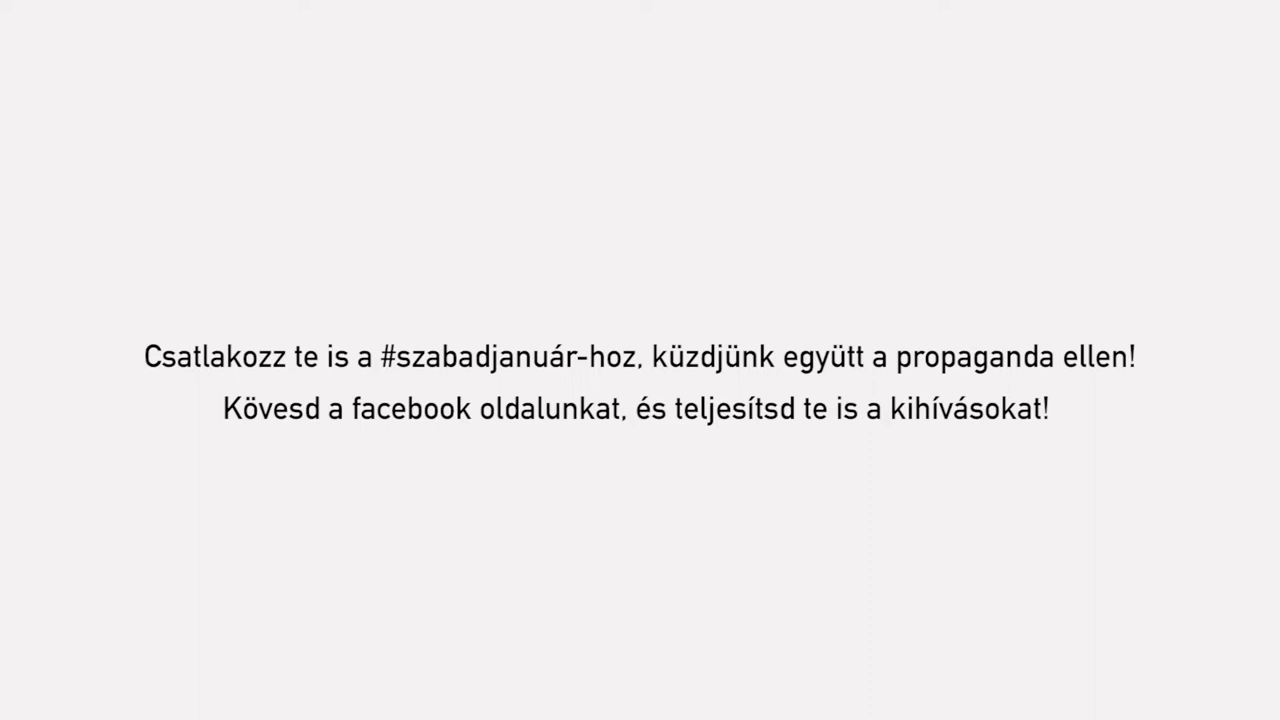 Csatlakozz te is a #szabadjanuár-hoz, küzdjünk együtt a propaganda ellen!
Kövesd a facebook oldalunkat, és teljesítsd te is a kihívásokat!